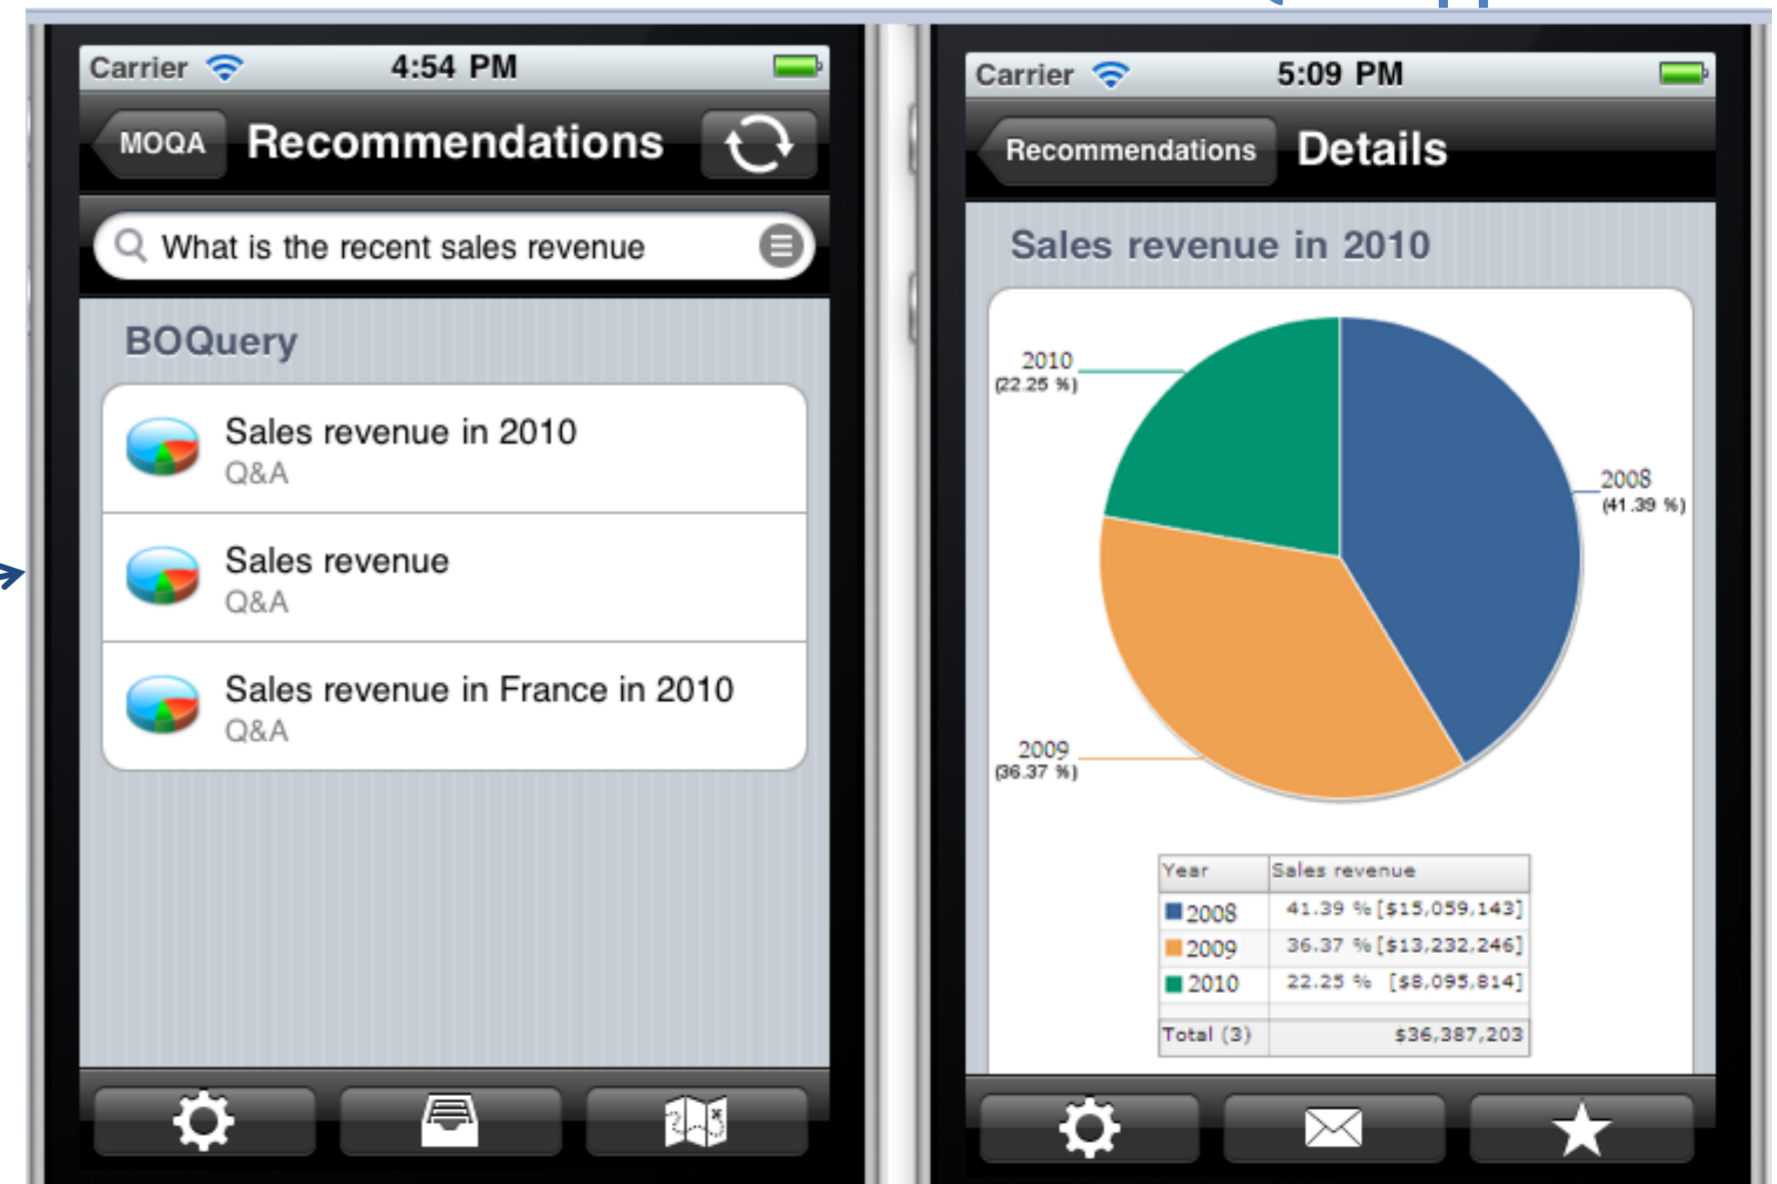 Carrier 4:54 PM
MOQA Recommendations
What is the recent sales revenue
BOQuery
Sales revenue in 2010
Q&A
Sales revenue
Q&A
Sales revenue in France in 2010
Q&A
Carrier 5:09 PM
Recommendations Details
Sales revenue in 2010
2010
(22.25 %)
2008
(41.39 %)
2009
(36.37 %)
Year Sales revenue
2008 41.39 % [$15,059,143]
2009 36.37 % [$13,232,246]
2010 22.25 % [$8,095,814]
Total (3) $36,387,203